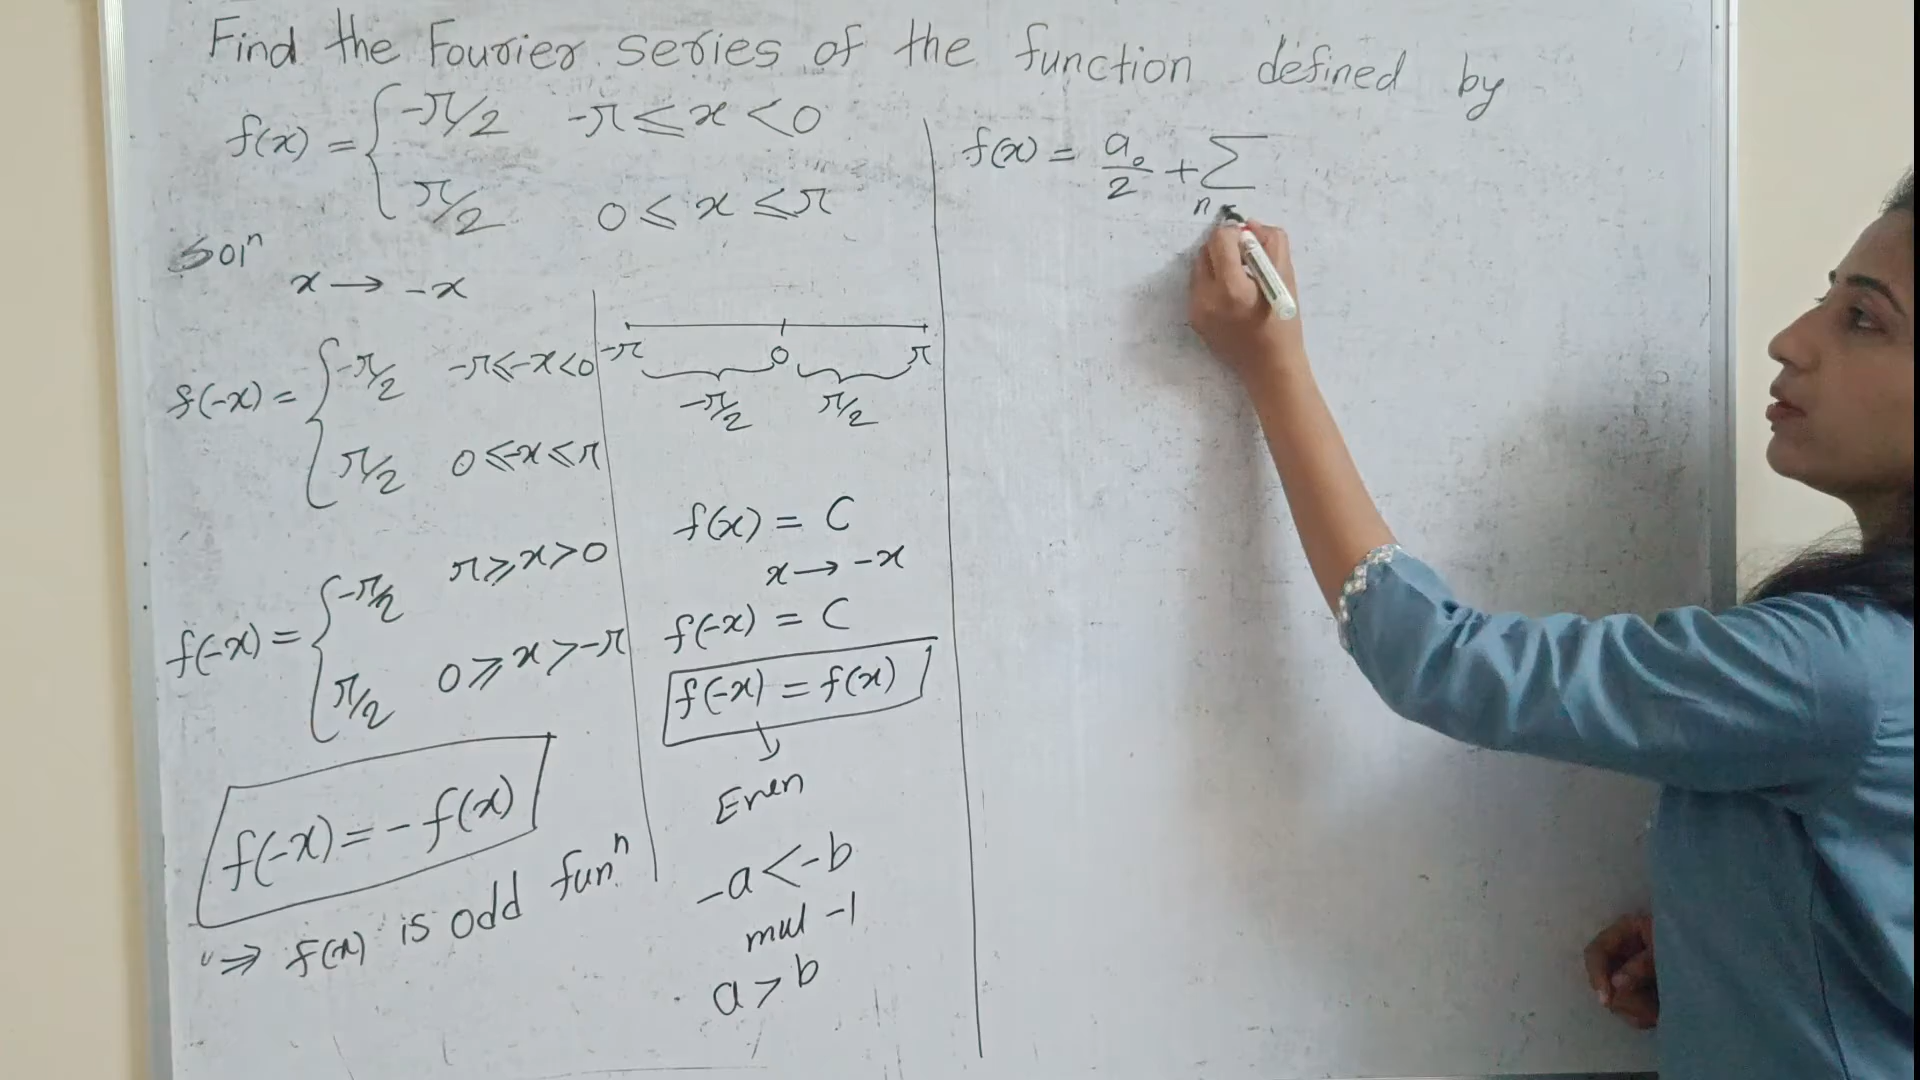 Find the Fourier series of the function defined by
f(x) = { -π/2   -π ≤ x < 0
π/2   0 ≤ x ≤ π
Solⁿ
x → -x
f(-x) = { -π/2   -π ≤ -x < 0
π/2   0 ≤ -x ≤ π
f(-x) = { -π/2   π ≥ x > 0
π/2   0 ≥ x > -π
f(-x) = - f(x)
⇒ f(x) is odd funⁿ
-π   0   π
-π/2   π/2
f(x) = C
x → -x
f(-x) = C
f(-x) = f(x)
Even
-a < -b
mul -1
a > b
f(x) = a₀/2 + Σ
n